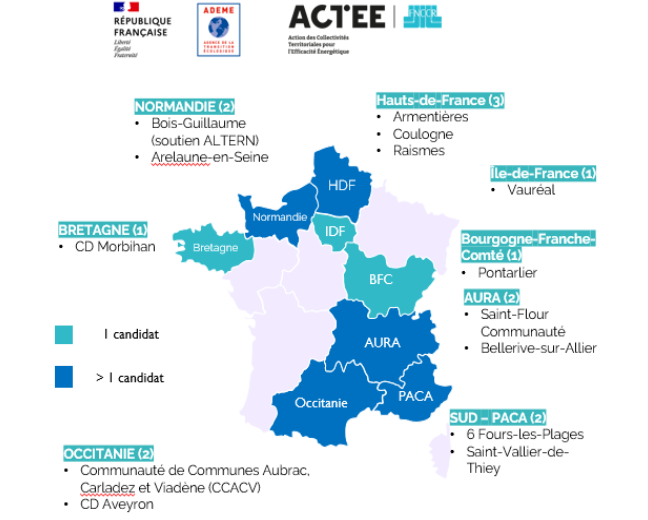 RÉPUBLIQUE
FRANÇAISE
Liberté
Égalité
Fraternité
ADEME
AGENCE DE LA
TRANSITION
ÉCOLOGIQUE
ACTEE
FNCCR
Action des Collectivités
Territoriales pour
l'Efficacité Énergétique
NORMANDIE (2)
• Bois-Guillaume
(soutien ALTERN)
• Arelaune-en-Seine
Hauts-de-France (3)
• Armentières
• Coulogne
• Raismes
Île-de-France (1)
• Vauréal
BRETAGNE (1)
• CD Morbihan
Bourgogne-Franche-
Comté (1)
• Pontarlier
AURA (2)
• Saint-Flour
Communauté
• Bellerive-sur-Allier
HDF
Normandie
IDF
Bretagne
BFC
AURA
Occitanie
PACA
1 candidat
> 1 candidat
SUD – PACA (2)
• 6 Fours-les-Plages
• Saint-Vallier-de-
Thiey
OCCITANIE (2)
• Communauté de Communes Aubrac,
Carladez et Viadène (CCACV)
• CD Aveyron